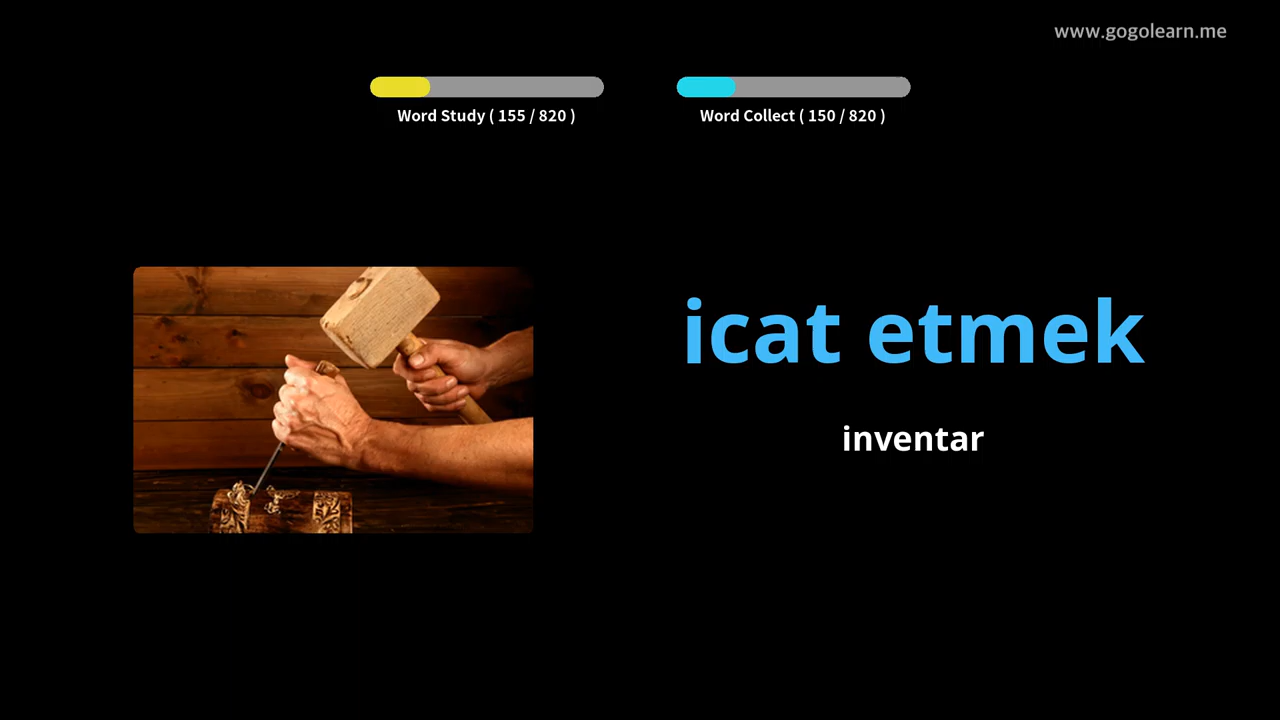 www.gogolearn.me
Word Study ( 155 / 820 )
Word Collect ( 150 / 820 )
icat etmek
inventar